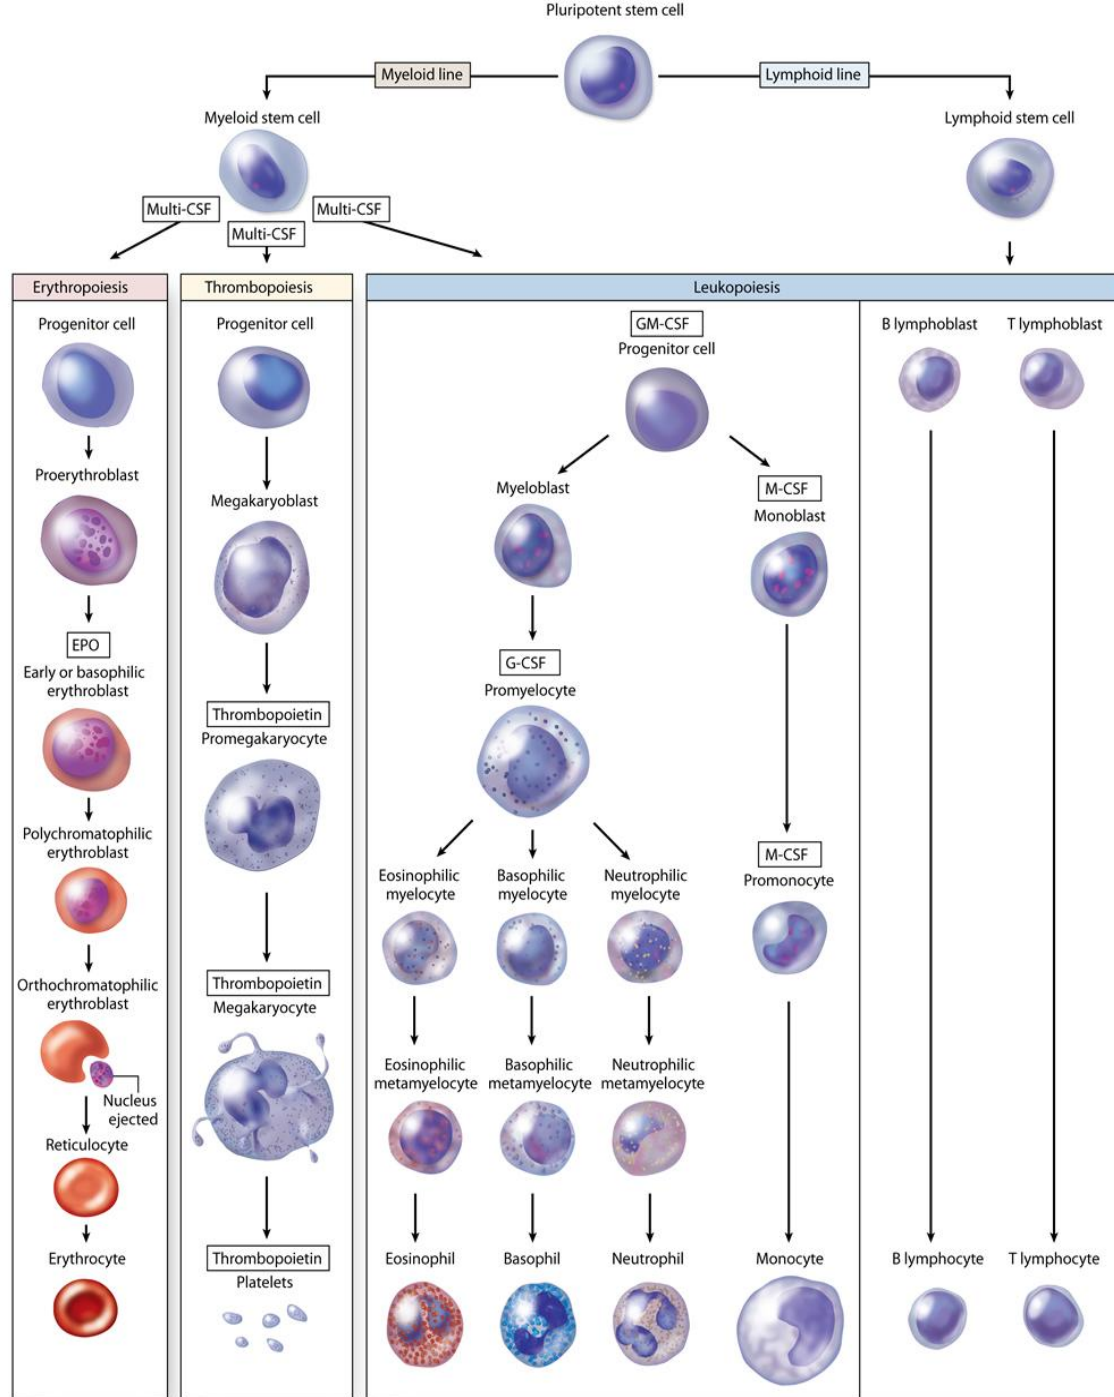 Pluripotent stem cell
Myeloid line
Lymphoid line
Myeloid stem cell
Lymphoid stem cell
Multi-CSF
Multi-CSF
Multi-CSF
Erythropoiesis
Progenitor cell
Proerythroblast
EPO
Early or basophilic
erythroblast
Polychromatophilic
erythroblast
Orthochromatophilic
erythroblast
Nucleus
ejected
Reticulocyte
Erythrocyte
Thrombopoiesis
Progenitor cell
Megakaryoblast
Thrombopoietin
Promegakaryocyte
Thrombopoietin
Megakaryocyte
Thrombopoietin
Platelets
Leukopoiesis
GM-CSF
Progenitor cell
Myeloblast
G-CSF
Promyelocyte
Eosinophilic
myelocyte
Basophilic
myelocyte
Neutrophilic
myelocyte
Eosinophilic
metamyelocyte
Basophilic
metamyelocyte
Neutrophilic
metamyelocyte
Eosinophil
Basophil
Neutrophil
M-CSF
Monoblast
M-CSF
Promonocyte
Monocyte
B lymphoblast
T lymphoblast
B lymphocyte
T lymphocyte